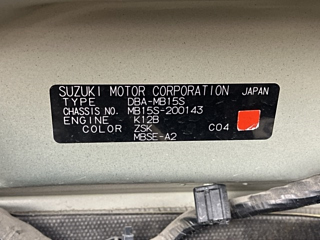 SUZUKI MOTOR CORPORATION JAPAN
TYPE DBA-MB15S
CHASSIS NO. MB15S-200143
ENGINE K12B
COLOR ZSK C04
MBSE-A2